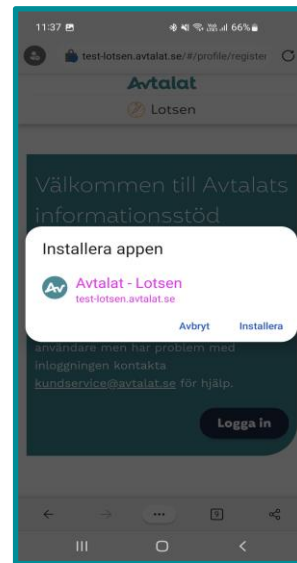 11:37
66%
test-lotsen.avtalat.se/#/profile/register
Avtalat
Lotsen
Välkommen till Avtalats
informationsstöd
Installera appen
Av
Avtalat - Lotsen
test-lotsen.avtalat.se
Avbryt Installera
användare men har problem med
inloggningen kontakta
kundservice@avtalat.se för hjälp.
Logga in
9